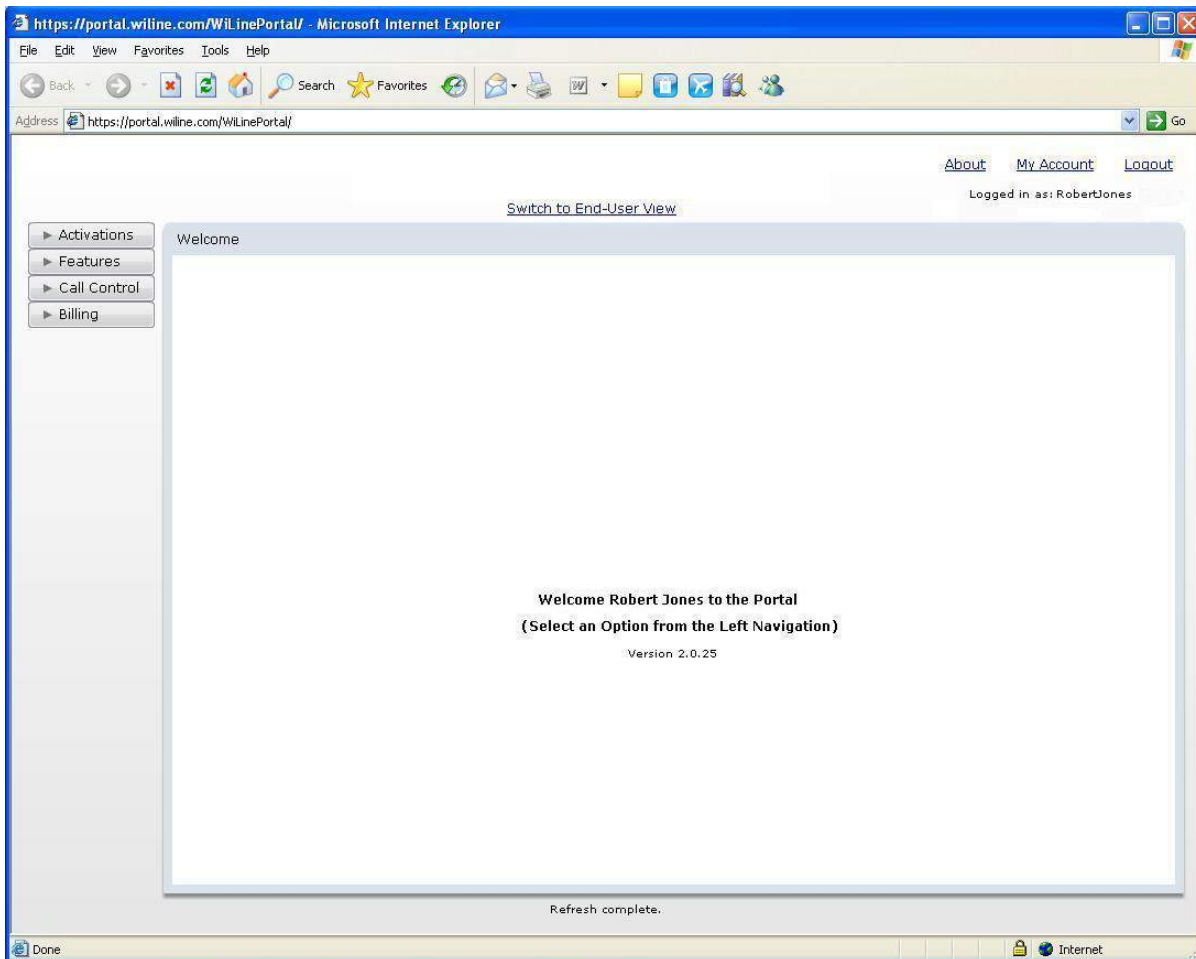 https://portal.wiline.com/WiLinePortal/ - Microsoft Internet Explorer
File Edit View Favorites Tools Help
Back Search Favorites
Address https://portal.wiline.com/WiLinePortal/ Go
About My Account Logout
Logged in as: RobertJones
Switch to End-User View
Activations
Features
Call Control
Billing
Welcome
Welcome Robert Jones to the Portal
(Select an Option from the Left Navigation)
Version 2.0.25
Refresh complete.
Done Internet